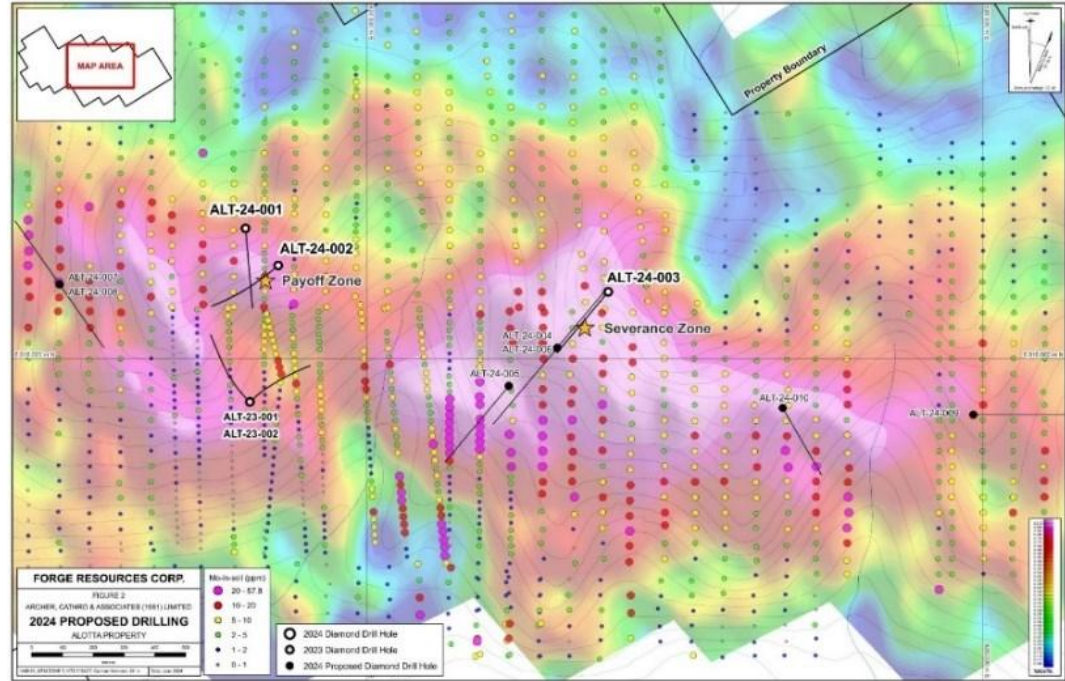 MAP AREA
Property Boundary
ALT-24-001
ALT-24-002
Payoff Zone
ALT-24-003
ALT-24-007
ALT-24-008
Severance Zone
ALT-24-004
ALT-24-006
ALT-24-005
ALT-23-001
ALT-23-002
ALT-24-010
ALT-24-009
FORGE RESOURCES CORP.
FIGURE 2
ARCHER, CATHRO & ASSOCIATES (1981) LIMITED
2024 PROPOSED DRILLING
ALOTTA PROPERTY
Mo-in-soil (ppm)
20 - 57.8
10 - 20
5 - 10
2 - 5
1 - 2
0 - 1
2024 Diamond Drill Hole
2023 Diamond Drill Hole
2024 Proposed Diamond Drill Hole